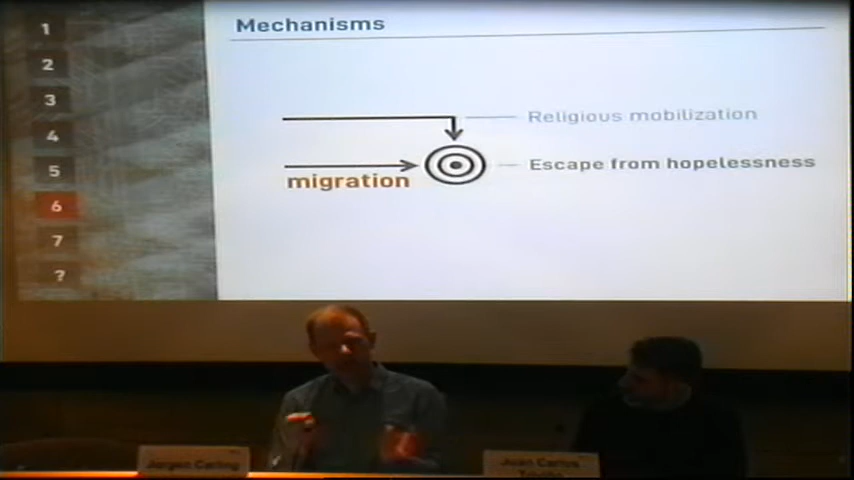 1
2
3
4
5
6
7
?
Mechanisms
Religious mobilization
Escape from hopelessness
migration
Jørgen Carling
Juan Carlos